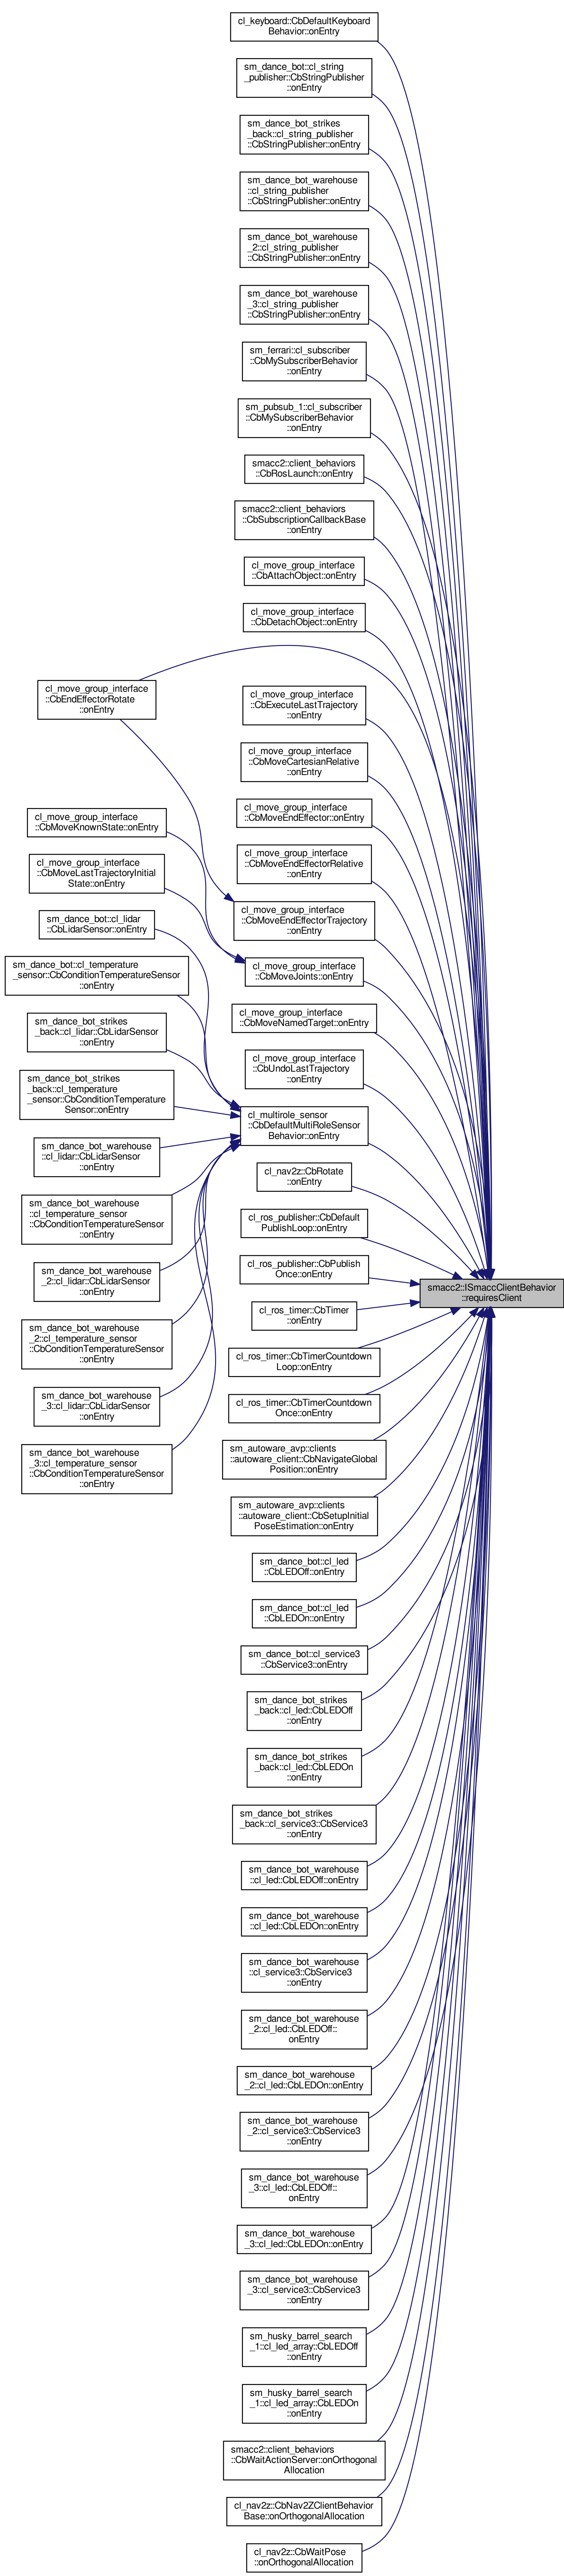 cl_keyboard::CbDefaultKeyboard
Behavior::onEntry
sm_dance_bot::cl_string
_publisher::CbStringPublisher
::onEntry
sm_dance_bot_strikes
_back::cl_string_publisher
::CbStringPublisher::onEntry
sm_dance_bot_warehouse
::cl_string_publisher
::CbStringPublisher::onEntry
sm_dance_bot_warehouse
_2::cl_string_publisher
::CbStringPublisher::onEntry
sm_dance_bot_warehouse
_3::cl_string_publisher
::CbStringPublisher::onEntry
sm_ferrari::cl_subscriber
::CbMySubscriberBehavior
::onEntry
sm_pubsub_1::cl_subscriber
::CbMySubscriberBehavior
::onEntry
smacc2::client_behaviors
::CbRosLaunch::onEntry
smacc2::client_behaviors
::CbSubscriptionCallbackBase
::onEntry
cl_move_group_interface
::CbAttachObject::onEntry
cl_move_group_interface
::CbDetachObject::onEntry
cl_move_group_interface
::CbEndEffectorRotate
::onEntry
cl_move_group_interface
::CbExecuteLastTrajectory
::onEntry
cl_move_group_interface
::CbMoveCartesianRelative
::onEntry
cl_move_group_interface
::CbMoveEndEffector::onEntry
cl_move_group_interface
::CbMoveKnownState::onEntry
cl_move_group_interface
::CbMoveEndEffectorRelative
::onEntry
cl_move_group_interface
::CbMoveLastTrajectoryInitial
State::onEntry
cl_move_group_interface
::CbMoveEndEffectorTrajectory
::onEntry
sm_dance_bot::cl_lidar
::CbLidarSensor::onEntry
cl_move_group_interface
::CbMoveJoints::onEntry
sm_dance_bot::cl_temperature
_sensor::CbConditionTemperatureSensor
::onEntry
cl_move_group_interface
::CbMoveNamedTarget::onEntry
sm_dance_bot_strikes
_back::cl_lidar::CbLidarSensor
::onEntry
cl_move_group_interface
::CbUndoLastTrajectory
::onEntry
sm_dance_bot_strikes
_back::cl_temperature
_sensor::CbConditionTemperature
Sensor::onEntry
cl_multirole_sensor
::CbDefaultMultiRoleSensor
Behavior::onEntry
sm_dance_bot_warehouse
::cl_lidar::CbLidarSensor
::onEntry
cl_nav2z::CbRotate
::onEntry
sm_dance_bot_warehouse
::cl_temperature_sensor
::CbConditionTemperatureSensor
::onEntry
cl_ros_publisher::CbDefault
PublishLoop::onEntry
sm_dance_bot_warehouse
_2::cl_lidar::CbLidarSensor
::onEntry
cl_ros_publisher::CbPublish
Once::onEntry
smacc2::ISmaccClientBehavior
::requiresClient
cl_ros_timer::CbTimer
::onEntry
sm_dance_bot_warehouse
_2::cl_temperature_sensor
::CbConditionTemperatureSensor
::onEntry
cl_ros_timer::CbTimerCountdown
Loop::onEntry
sm_dance_bot_warehouse
_3::cl_lidar::CbLidarSensor
::onEntry
cl_ros_timer::CbTimerCountdown
Once::onEntry
sm_dance_bot_warehouse
_3::cl_temperature_sensor
::CbConditionTemperatureSensor
::onEntry
sm_autoware_avp::clients
::autoware_client::CbNavigateGlobal
Position::onEntry
sm_autoware_avp::clients
::autoware_client::CbSetupInitial
PoseEstimation::onEntry
sm_dance_bot::cl_led
::CbLEDOff::onEntry
sm_dance_bot::cl_led
::CbLEDOn::onEntry
sm_dance_bot::cl_service3
::CbService3::onEntry
sm_dance_bot_strikes
_back::cl_led::CbLEDOff
::onEntry
sm_dance_bot_strikes
_back::cl_led::CbLEDOn
::onEntry
sm_dance_bot_strikes
_back::cl_service3::CbService3
::onEntry
sm_dance_bot_warehouse
::cl_led::CbLEDOff::onEntry
sm_dance_bot_warehouse
::cl_led::CbLEDOn::onEntry
sm_dance_bot_warehouse
::cl_service3::CbService3
::onEntry
sm_dance_bot_warehouse
_2::cl_led::CbLEDOff::
onEntry
sm_dance_bot_warehouse
_2::cl_led::CbLEDOn::onEntry
sm_dance_bot_warehouse
_2::cl_service3::CbService3
::onEntry
sm_dance_bot_warehouse
_3::cl_led::CbLEDOff::
onEntry
sm_dance_bot_warehouse
_3::cl_led::CbLEDOn::onEntry
sm_dance_bot_warehouse
_3::cl_service3::CbService3
::onEntry
sm_husky_barrel_search
_1::cl_led_array::CbLEDOff
::onEntry
sm_husky_barrel_search
_1::cl_led_array::CbLEDOn
::onEntry
smacc2::client_behaviors
::CbWaitActionServer::onOrthogonal
Allocation
cl_nav2z::CbNav2ZClientBehavior
Base::onOrthogonalAllocation
cl_nav2z::CbWaitPose
::onOrthogonalAllocation